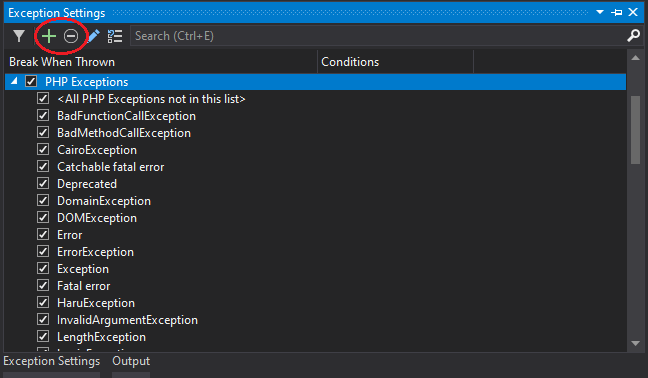 Exception Settings
Search (Ctrl+E)
Break When Thrown Conditions
PHP Exceptions
<All PHP Exceptions not in this list>
BadFunctionCallException
BadMethodCallException
CairoException
Catchable fatal error
Deprecated
DomainException
DOMException
Error
ErrorException
Exception
Fatal error
HaruException
InvalidArgumentException
LengthException
Exception Settings Output